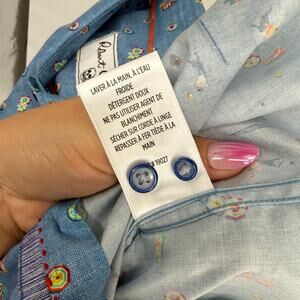 LAVER À LA MAIN, À L'EAU
FROIDE
DÉTERGENT DOUX
NE PAS UTILISER AGENT DE
BLANCHIMENT
SÉCHER SUR CORDE À LINGE
REPASSER À FER TIÈDE À LA
MAIN
19027